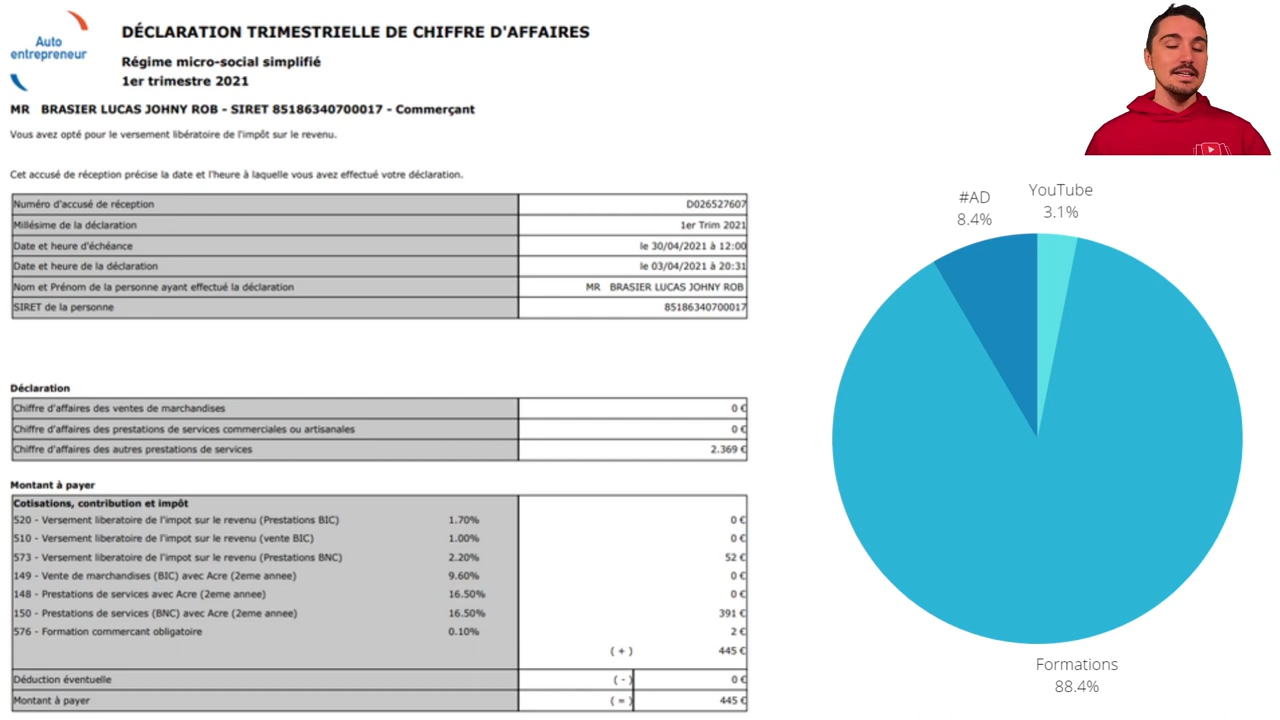 Auto
entrepreneur
DÉCLARATION TRIMESTRIELLE DE CHIFFRE D'AFFAIRES
Régime micro-social simplifié
1er trimestre 2021
MR BRASIER LUCAS JOHNY ROB - SIRET 85186340700017 - Commerçant
Vous avez opté pour le versement libératoire de l'impôt sur le revenu.
Cet accusé de réception précise la date et l'heure à laquelle vous avez effectué votre déclaration.
Numéro d'accusé de réception D026527607
Millésime de la déclaration 1er Trim 2021
Date et heure d'échéance le 30/04/2021 à 12:00
Date et heure de la déclaration le 03/04/2021 à 20:31
Nom et Prénom de la personne ayant effectué la déclaration MR BRASIER LUCAS JOHNY ROB
SIRET de la personne 85186340700017
Déclaration
Chiffre d'affaires des ventes de marchandises 0 €
Chiffre d'affaires des prestations de services commerciales ou artisanales 0 €
Chiffre d'affaires des autres prestations de services 2.369 €
Montant à payer
Cotisations, contribution et impôt
520 - Versement liberatoire de l'impot sur le revenu (Prestations BIC) 1.70% 0 €
510 - Versement liberatoire de l'impot sur le revenu (vente BIC) 1.00% 0 €
573 - Versement liberatoire de l'impot sur le revenu (Prestations BNC) 2.20% 52 €
149 - Vente de marchandises (BIC) avec Acre (2eme annee) 9.60% 0 €
148 - Prestations de services avec Acre (2eme annee) 16.50% 0 €
150 - Prestations de services (BNC) avec Acre (2eme annee) 16.50% 391 €
576 - Formation commercant obligatoire 0.10% 2 €
( + ) 445 €
Déduction éventuelle ( - ) 0 €
Montant à payer ( = ) 445 €
#AD
8.4%
YouTube
3.1%
Formations
88.4%